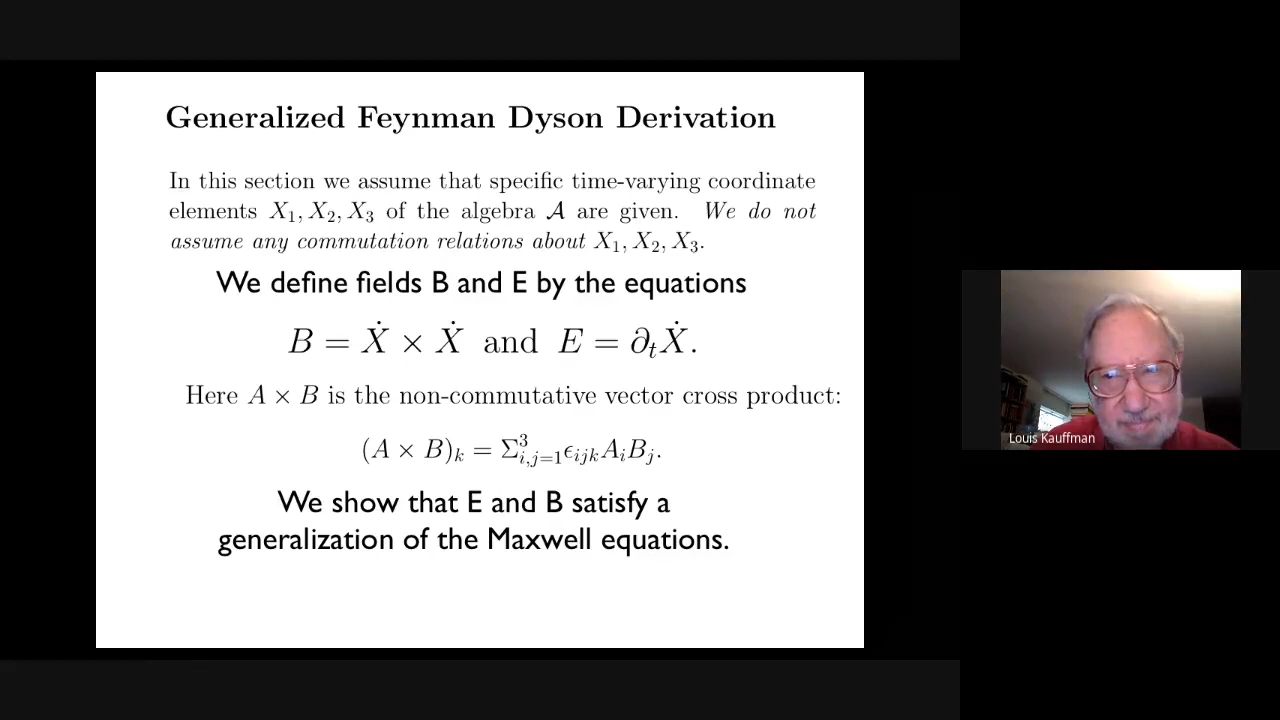 Generalized Feynman Dyson Derivation
In this section we assume that specific time-varying coordinate
elements X₁, X₂, X₃ of the algebra 𝒜 are given. We do not
assume any commutation relations about X₁, X₂, X₃.
We define fields B and E by the equations
B = Ẋ × Ẋ and E = ∂ₜẊ.
Here A × B is the non-commutative vector cross product:
(A × B)ₖ = Σ³ᵢ,ⱼ₌₁ϵᵢⱼₖAᵢBⱼ.
We show that E and B satisfy a
generalization of the Maxwell equations.
Louis Kauffman